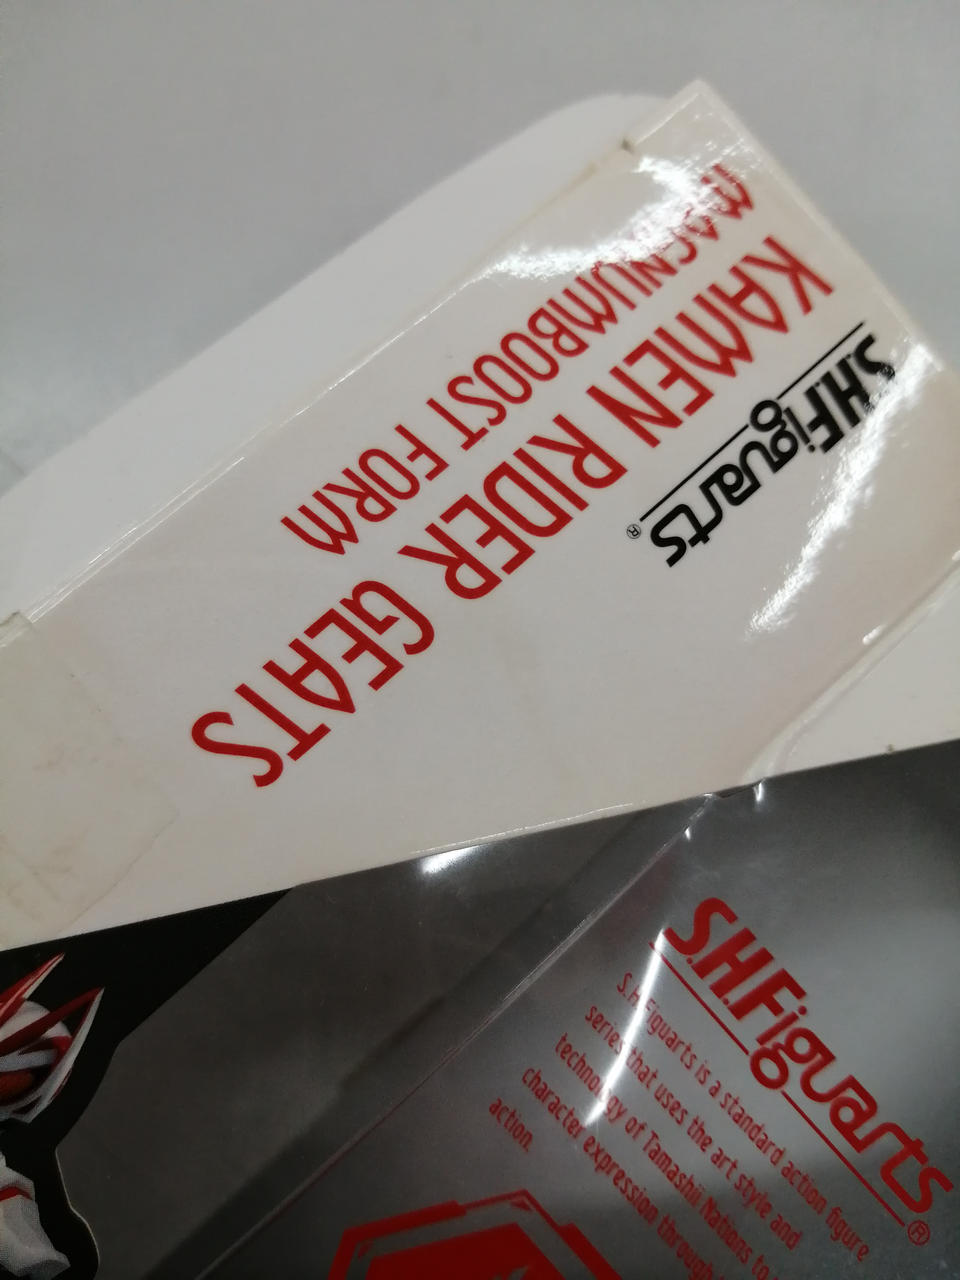 S.H.Figuarts®
KAMEN RIDER GEATS
MAGNUMBOOST FORM
S.H.Figuarts®
S.H.Figuarts is a standard action figure
series that uses the art style and
technology of Tamashii Nations to
character expression through
action.